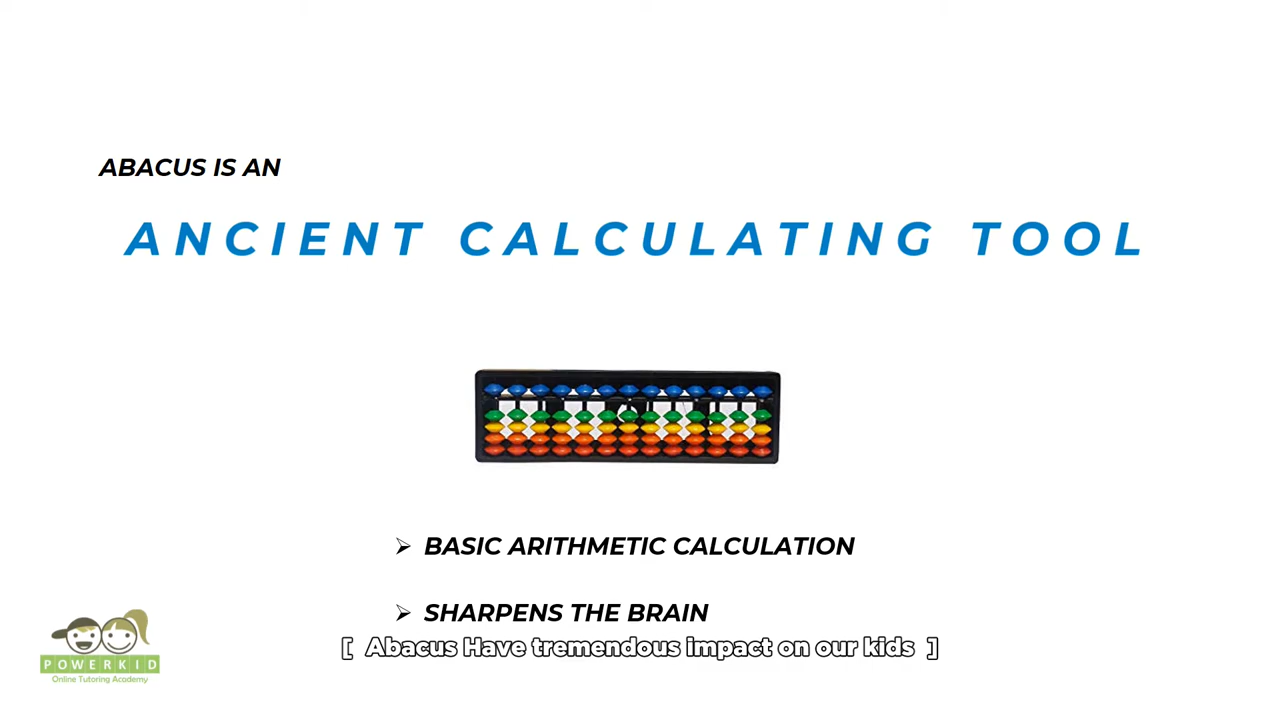 ABACUS IS AN
ANCIENT CALCULATING TOOL
➢ BASIC ARITHMETIC CALCULATION
➢ SHARPENS THE BRAIN
[ Abacus Have tremendous impact on our kids ]
POWERKID
Online Tutoring Academy